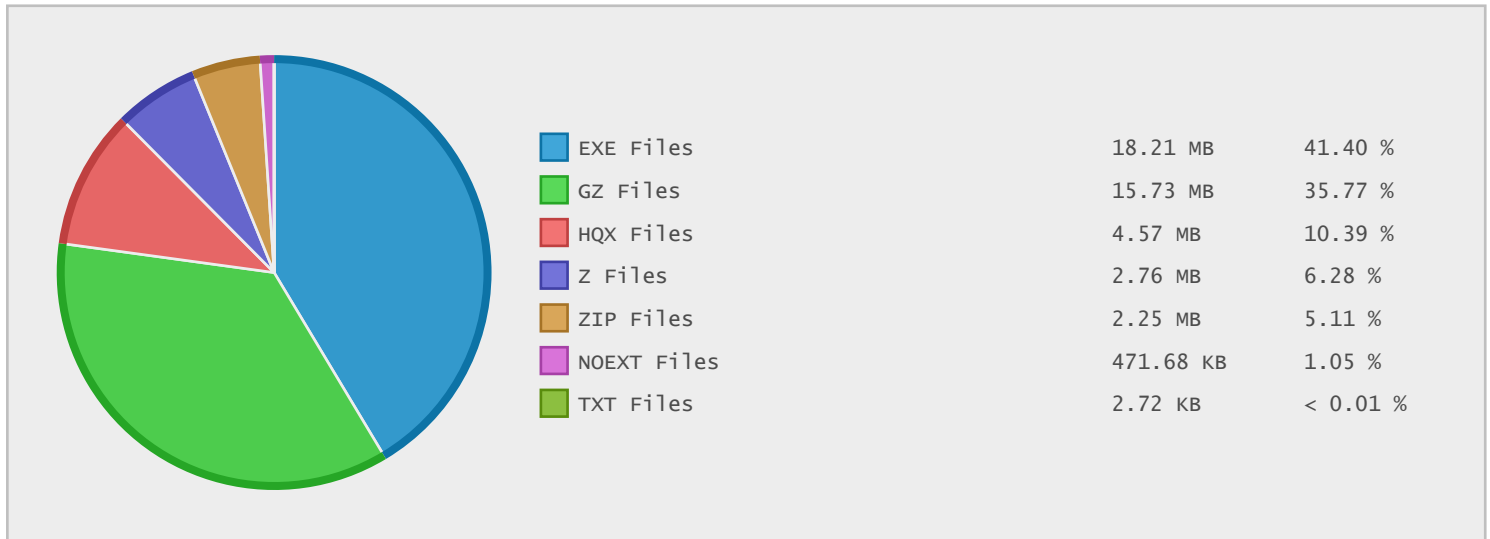 EXE Files 18.21 MB 41.40 %
GZ Files 15.73 MB 35.77 %
HQX Files 4.57 MB 10.39 %
Z Files 2.76 MB 6.28 %
ZIP Files 2.25 MB 5.11 %
NOEXT Files 471.68 KB 1.05 %
TXT Files 2.72 KB < 0.01 %